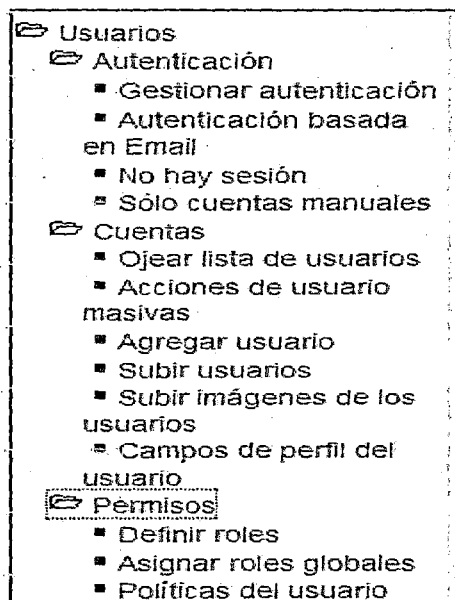 Usuarios
Autenticación
Gestionar autenticación
Autenticación basada
en Email
No hay sesión
Sólo cuentas manuales
Cuentas
Ojear lista de usuarios
Acciones de usuario
masivas
Agregar usuario
Subir usuarios
Subir imágenes de los
usuarios
Campos de perfil del
usuario
Permisos
Definir roles
Asignar roles globales
Políticas del usuario